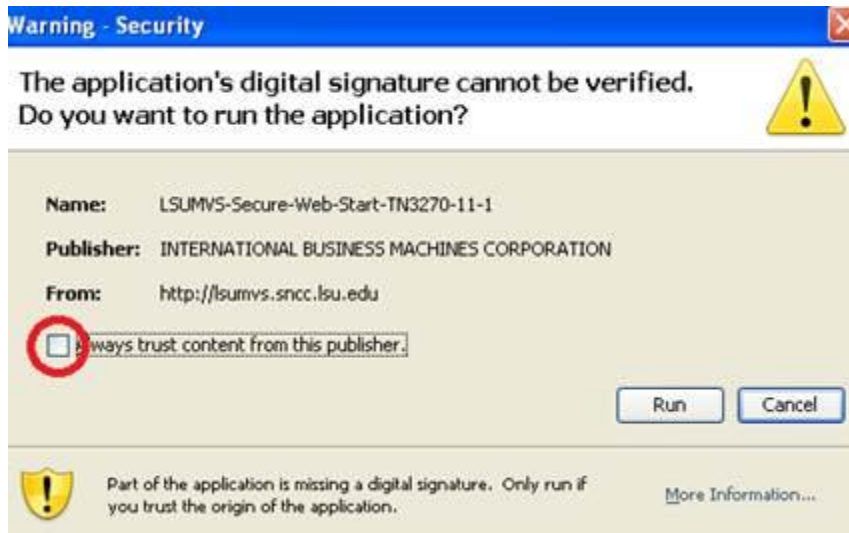 Warning - Security
The application's digital signature cannot be verified.
Do you want to run the application?
Name: LSUMVS-Secure-Web-Start-TN3270-11-1
Publisher: INTERNATIONAL BUSINESS MACHINES CORPORATION
From: http://lsumvs.sncc.lsu.edu
Always trust content from this publisher.
Run Cancel
Part of the application is missing a digital signature. Only run if
you trust the origin of the application.
More Information...